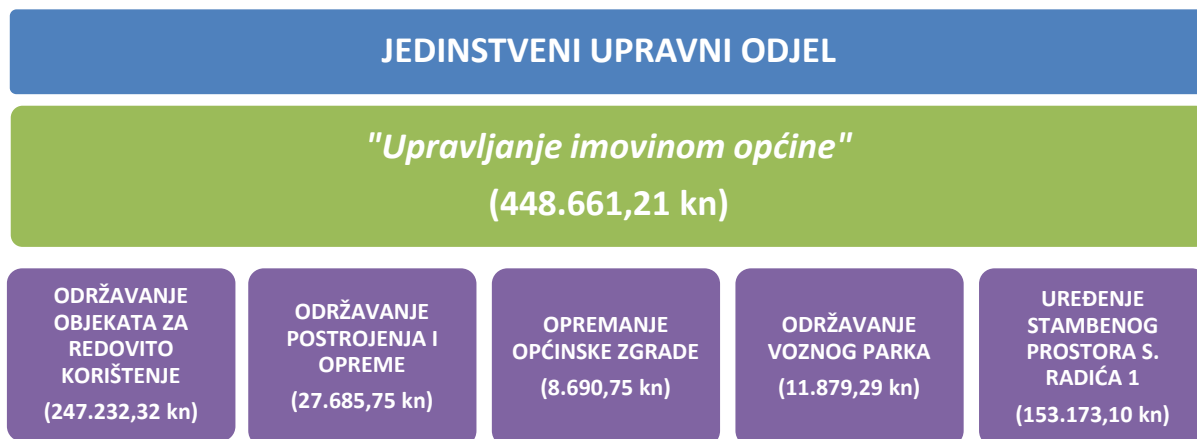 JEDINSTVENI UPRAVNI ODJEL
"Upravljanje imovinom općine"
(448.661,21 kn)
ODRŽAVANJE
OBJEKATA ZA
REDOVITO
KORIŠTENJE
(247.232,32 kn)
ODRŽAVANJE
POSTROJENJA I
OPREME
(27.685,75 kn)
OPREMANJE
OPĆINSKE ZGRADE
(8.690,75 kn)
ODRŽAVANJE
VOZNOG PARKA
(11.879,29 kn)
UREĐENJE
STAMBENOG
PROSTORA S.
RADIĆA 1
(153.173,10 kn)